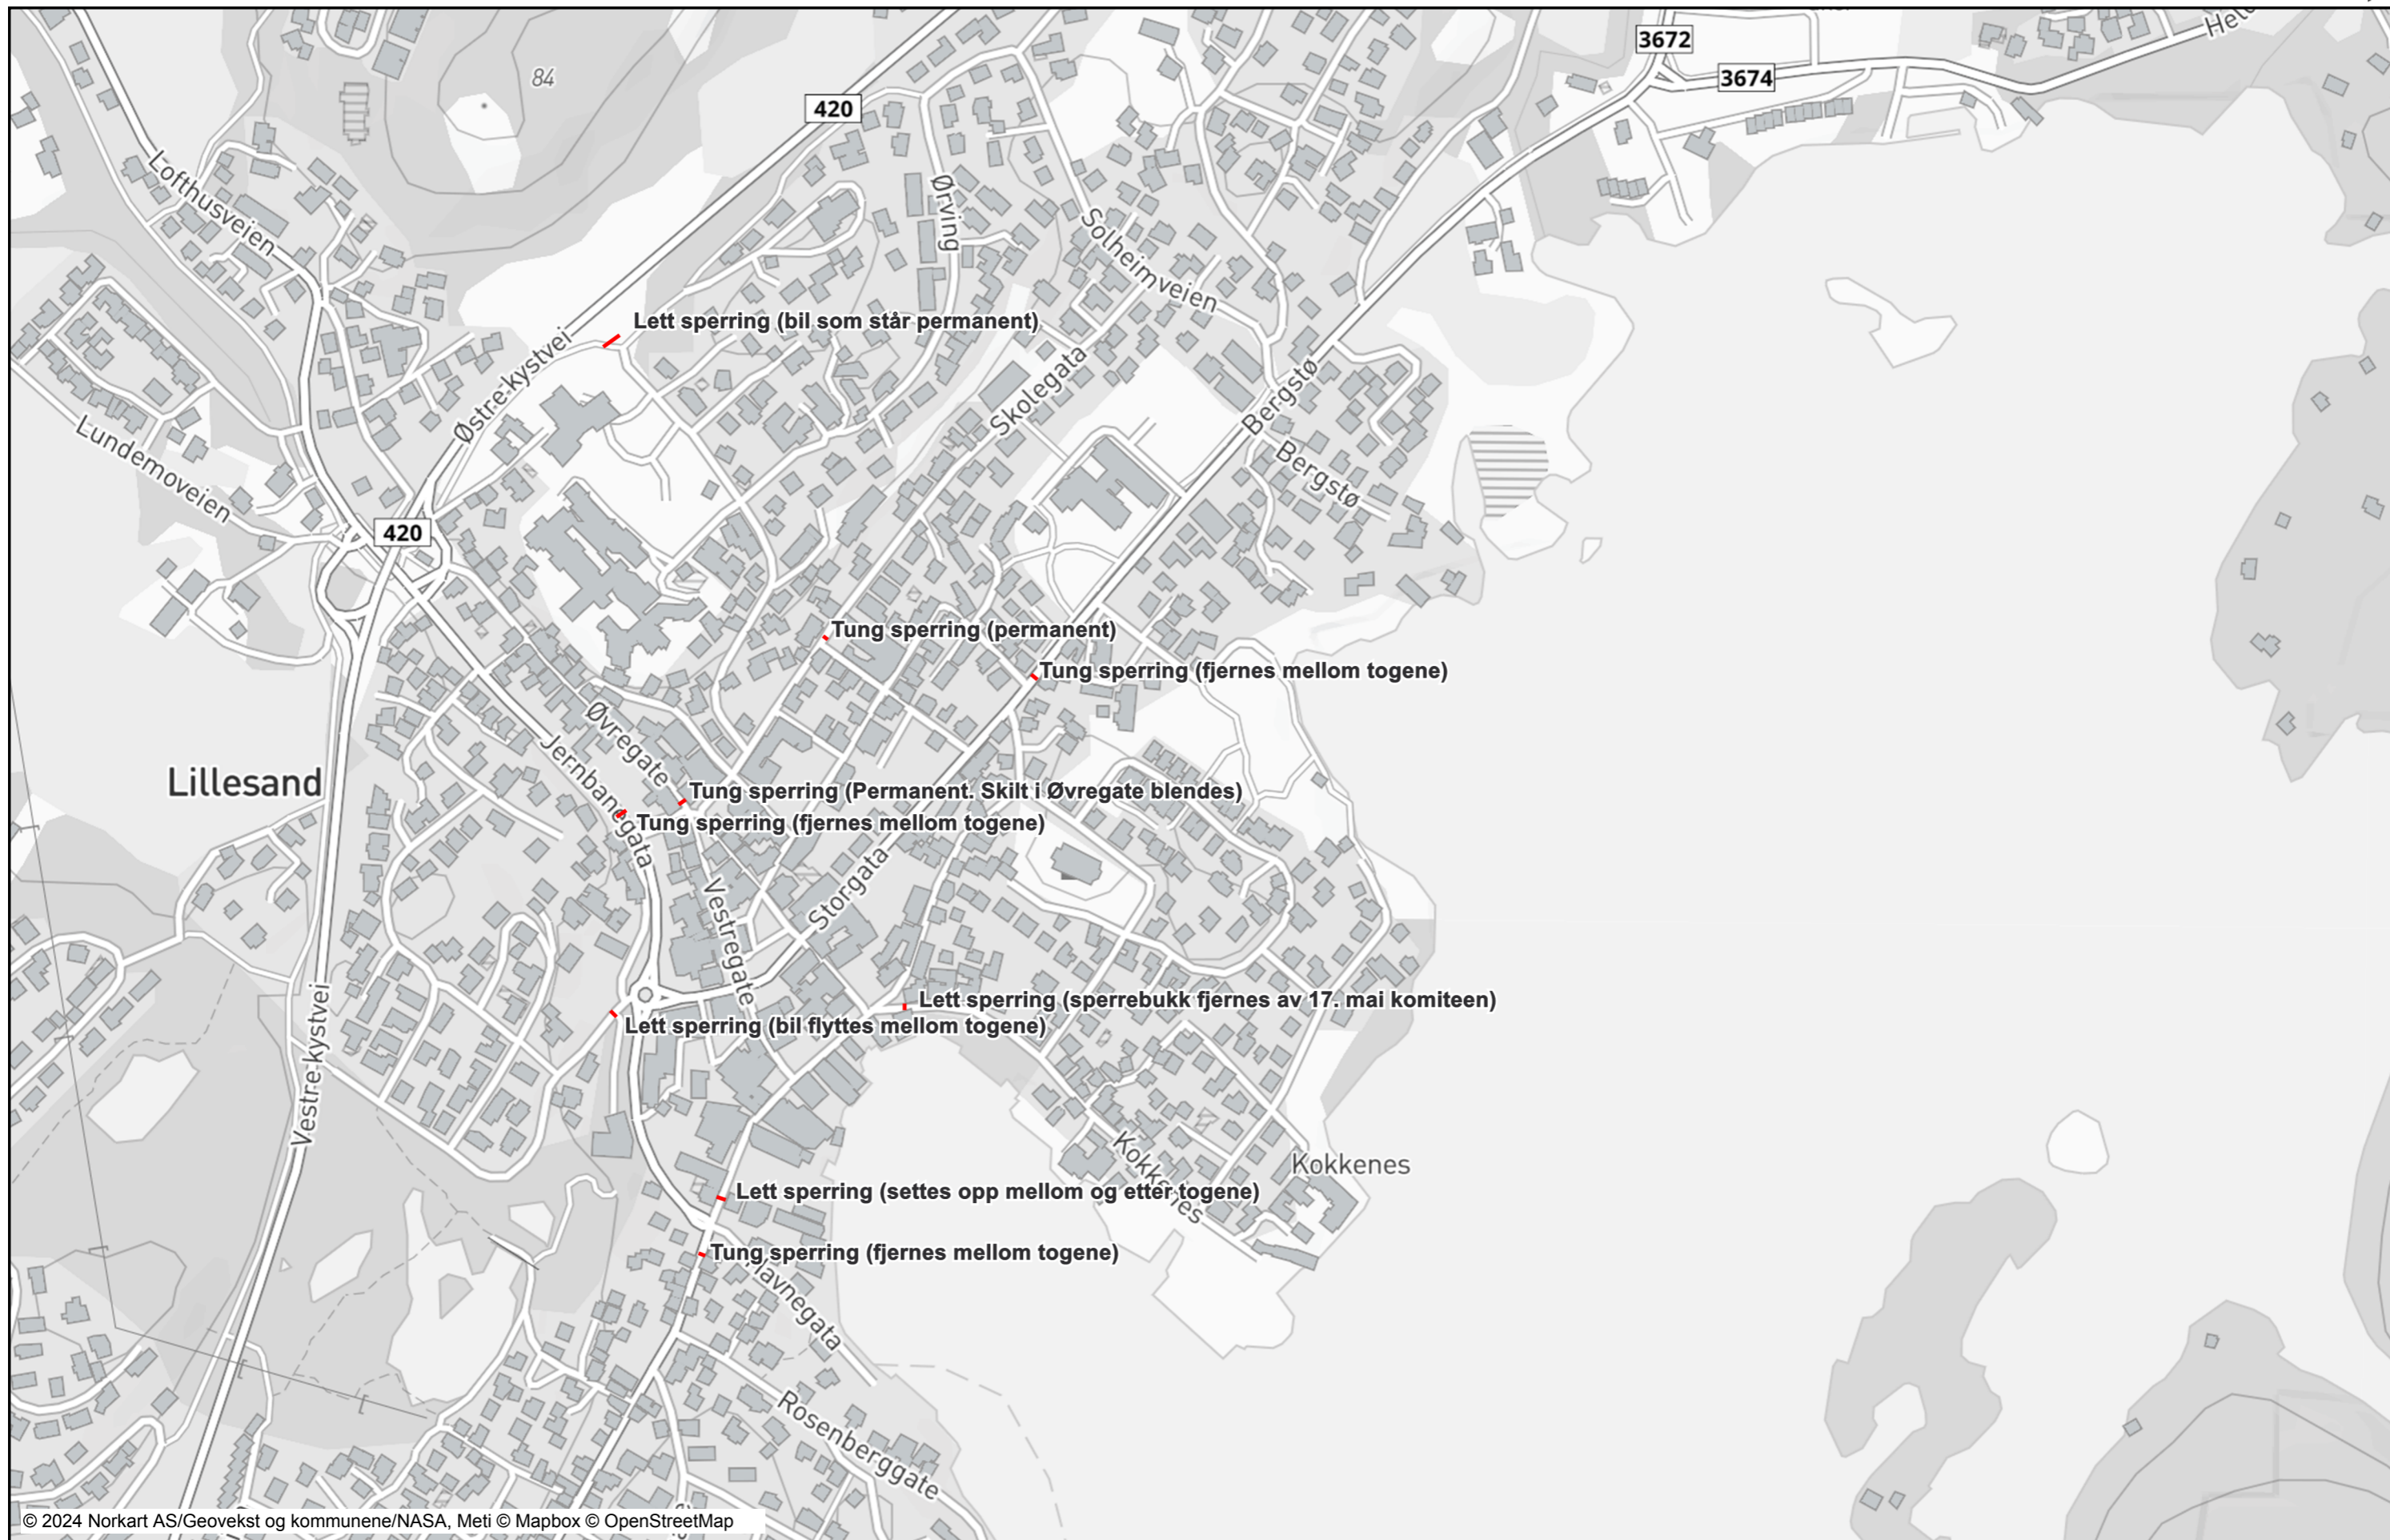 3672
3674
84
420
Lofthusveien
Ørving
Solheimveien
Lett sperring (bil som står permanent)
Østre kystvei
Skolegata
Bergstø
Lundemoveien
Bergstø
420
Tung sperring (permanent)
Tung sperring (fjernes mellom togene)
Øvregate
Jernbanegata
Lillesand
Tung sperring (Permanent. Skilt i Øvregate blendes)
Tung sperring (fjernes mellom togene)
Storgata
Vestregate
Lett sperring (sperrebukk fjernes av 17. mai komiteen)
Lett sperring (bil flyttes mellom togene)
Vestre kystvei
Kokkenes
Kokkenes
Lett sperring (settes opp mellom og etter togene)
Tung sperring (fjernes mellom togene)
Havnegata
Rosenberggate
© 2024 Norkart AS/Geovekst og kommunene/NASA, Meti © Mapbox © OpenStreetMap